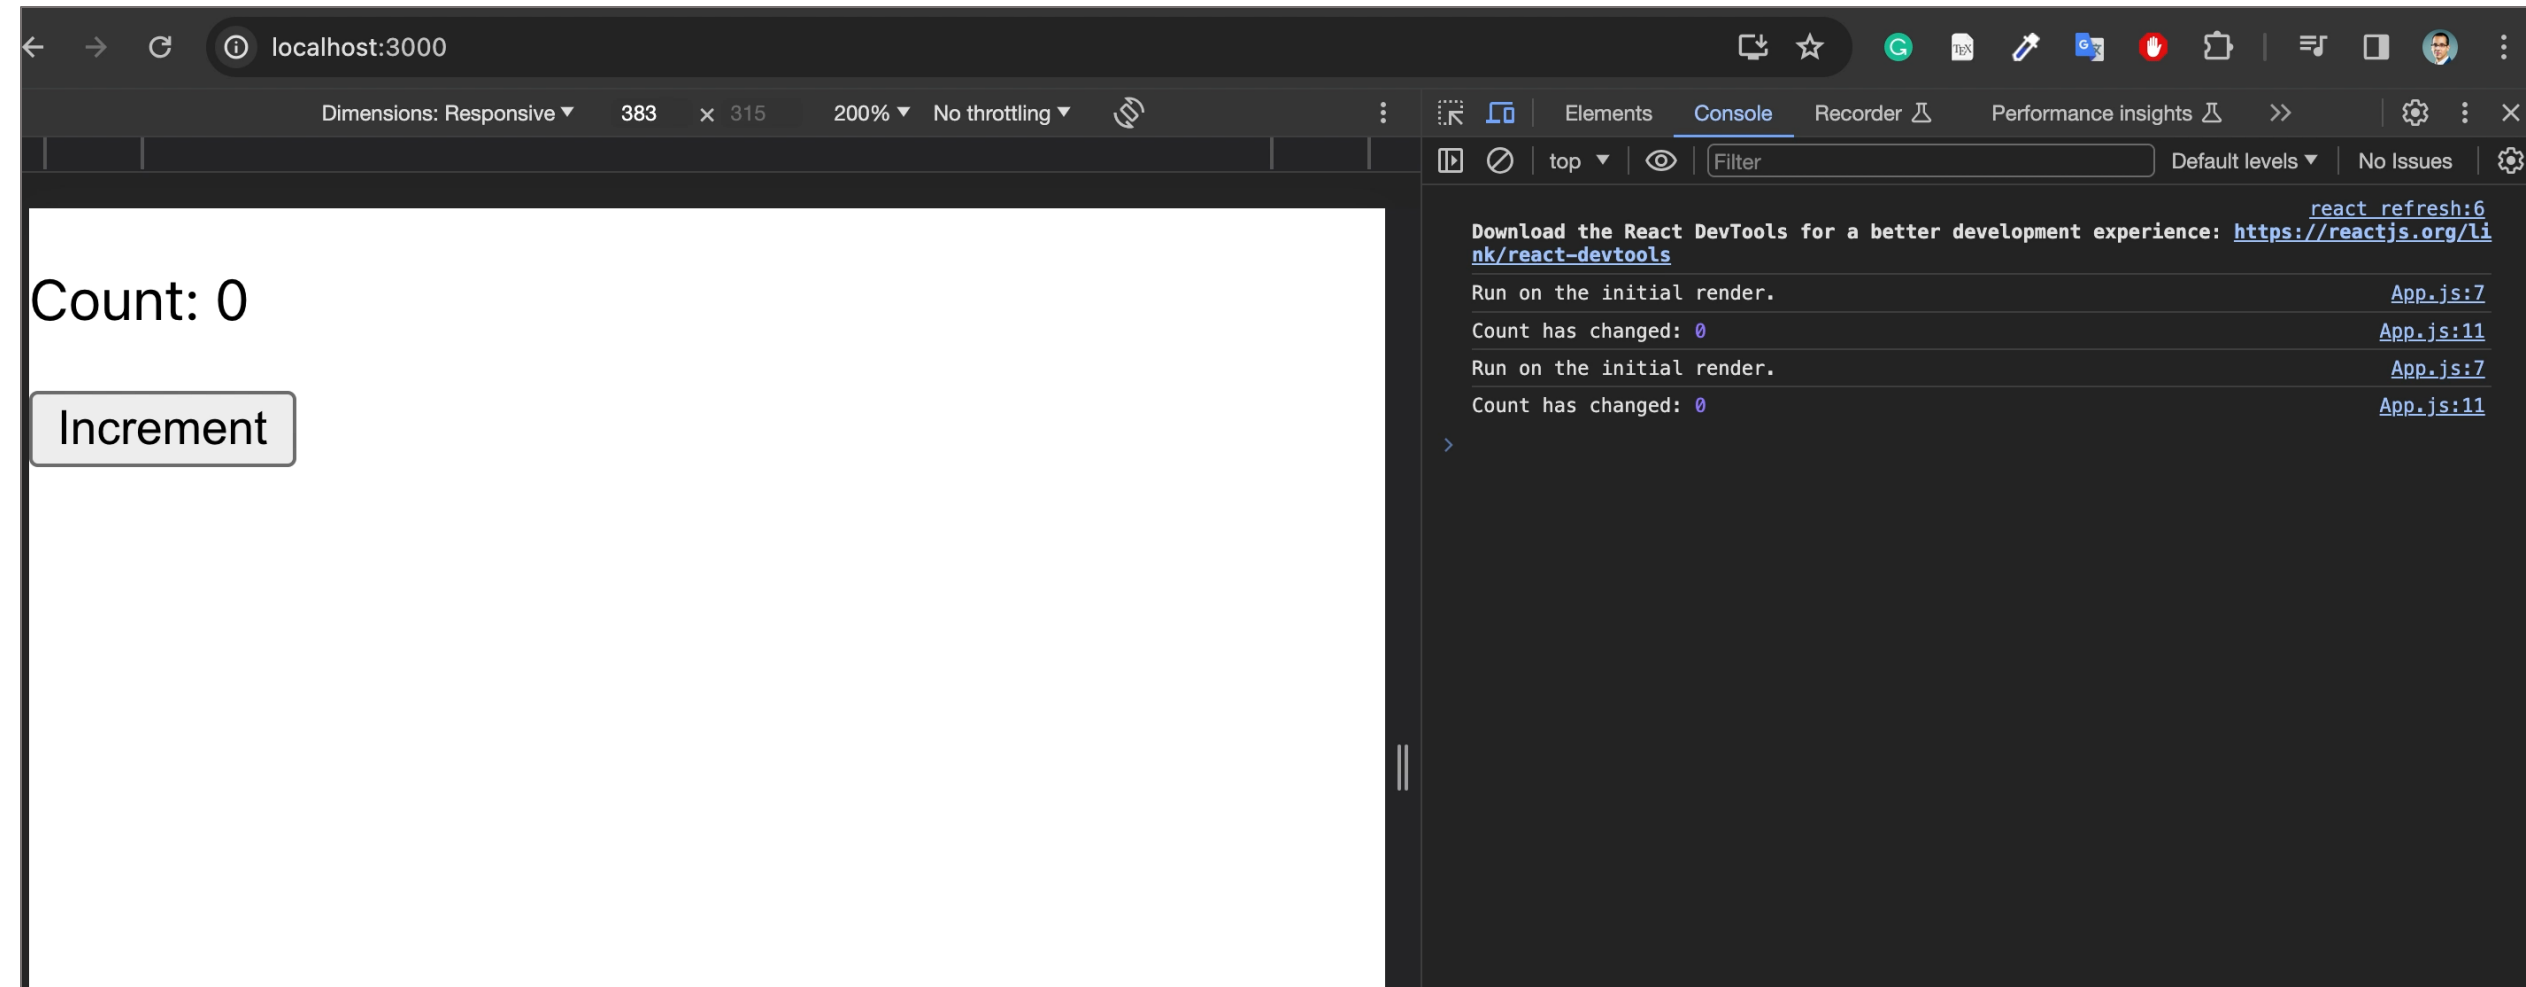 localhost:3000
Dimensions: Responsive 383 × 315 200% No throttling
Elements Console Recorder Performance insights
top Filter Default levels No Issues
Count: 0
Increment
react refresh:6
Download the React DevTools for a better development experience: https://reactjs.org/li
nk/react-devtools
Run on the initial render. App.js:7
Count has changed: 0 App.js:11
Run on the initial render. App.js:7
Count has changed: 0 App.js:11